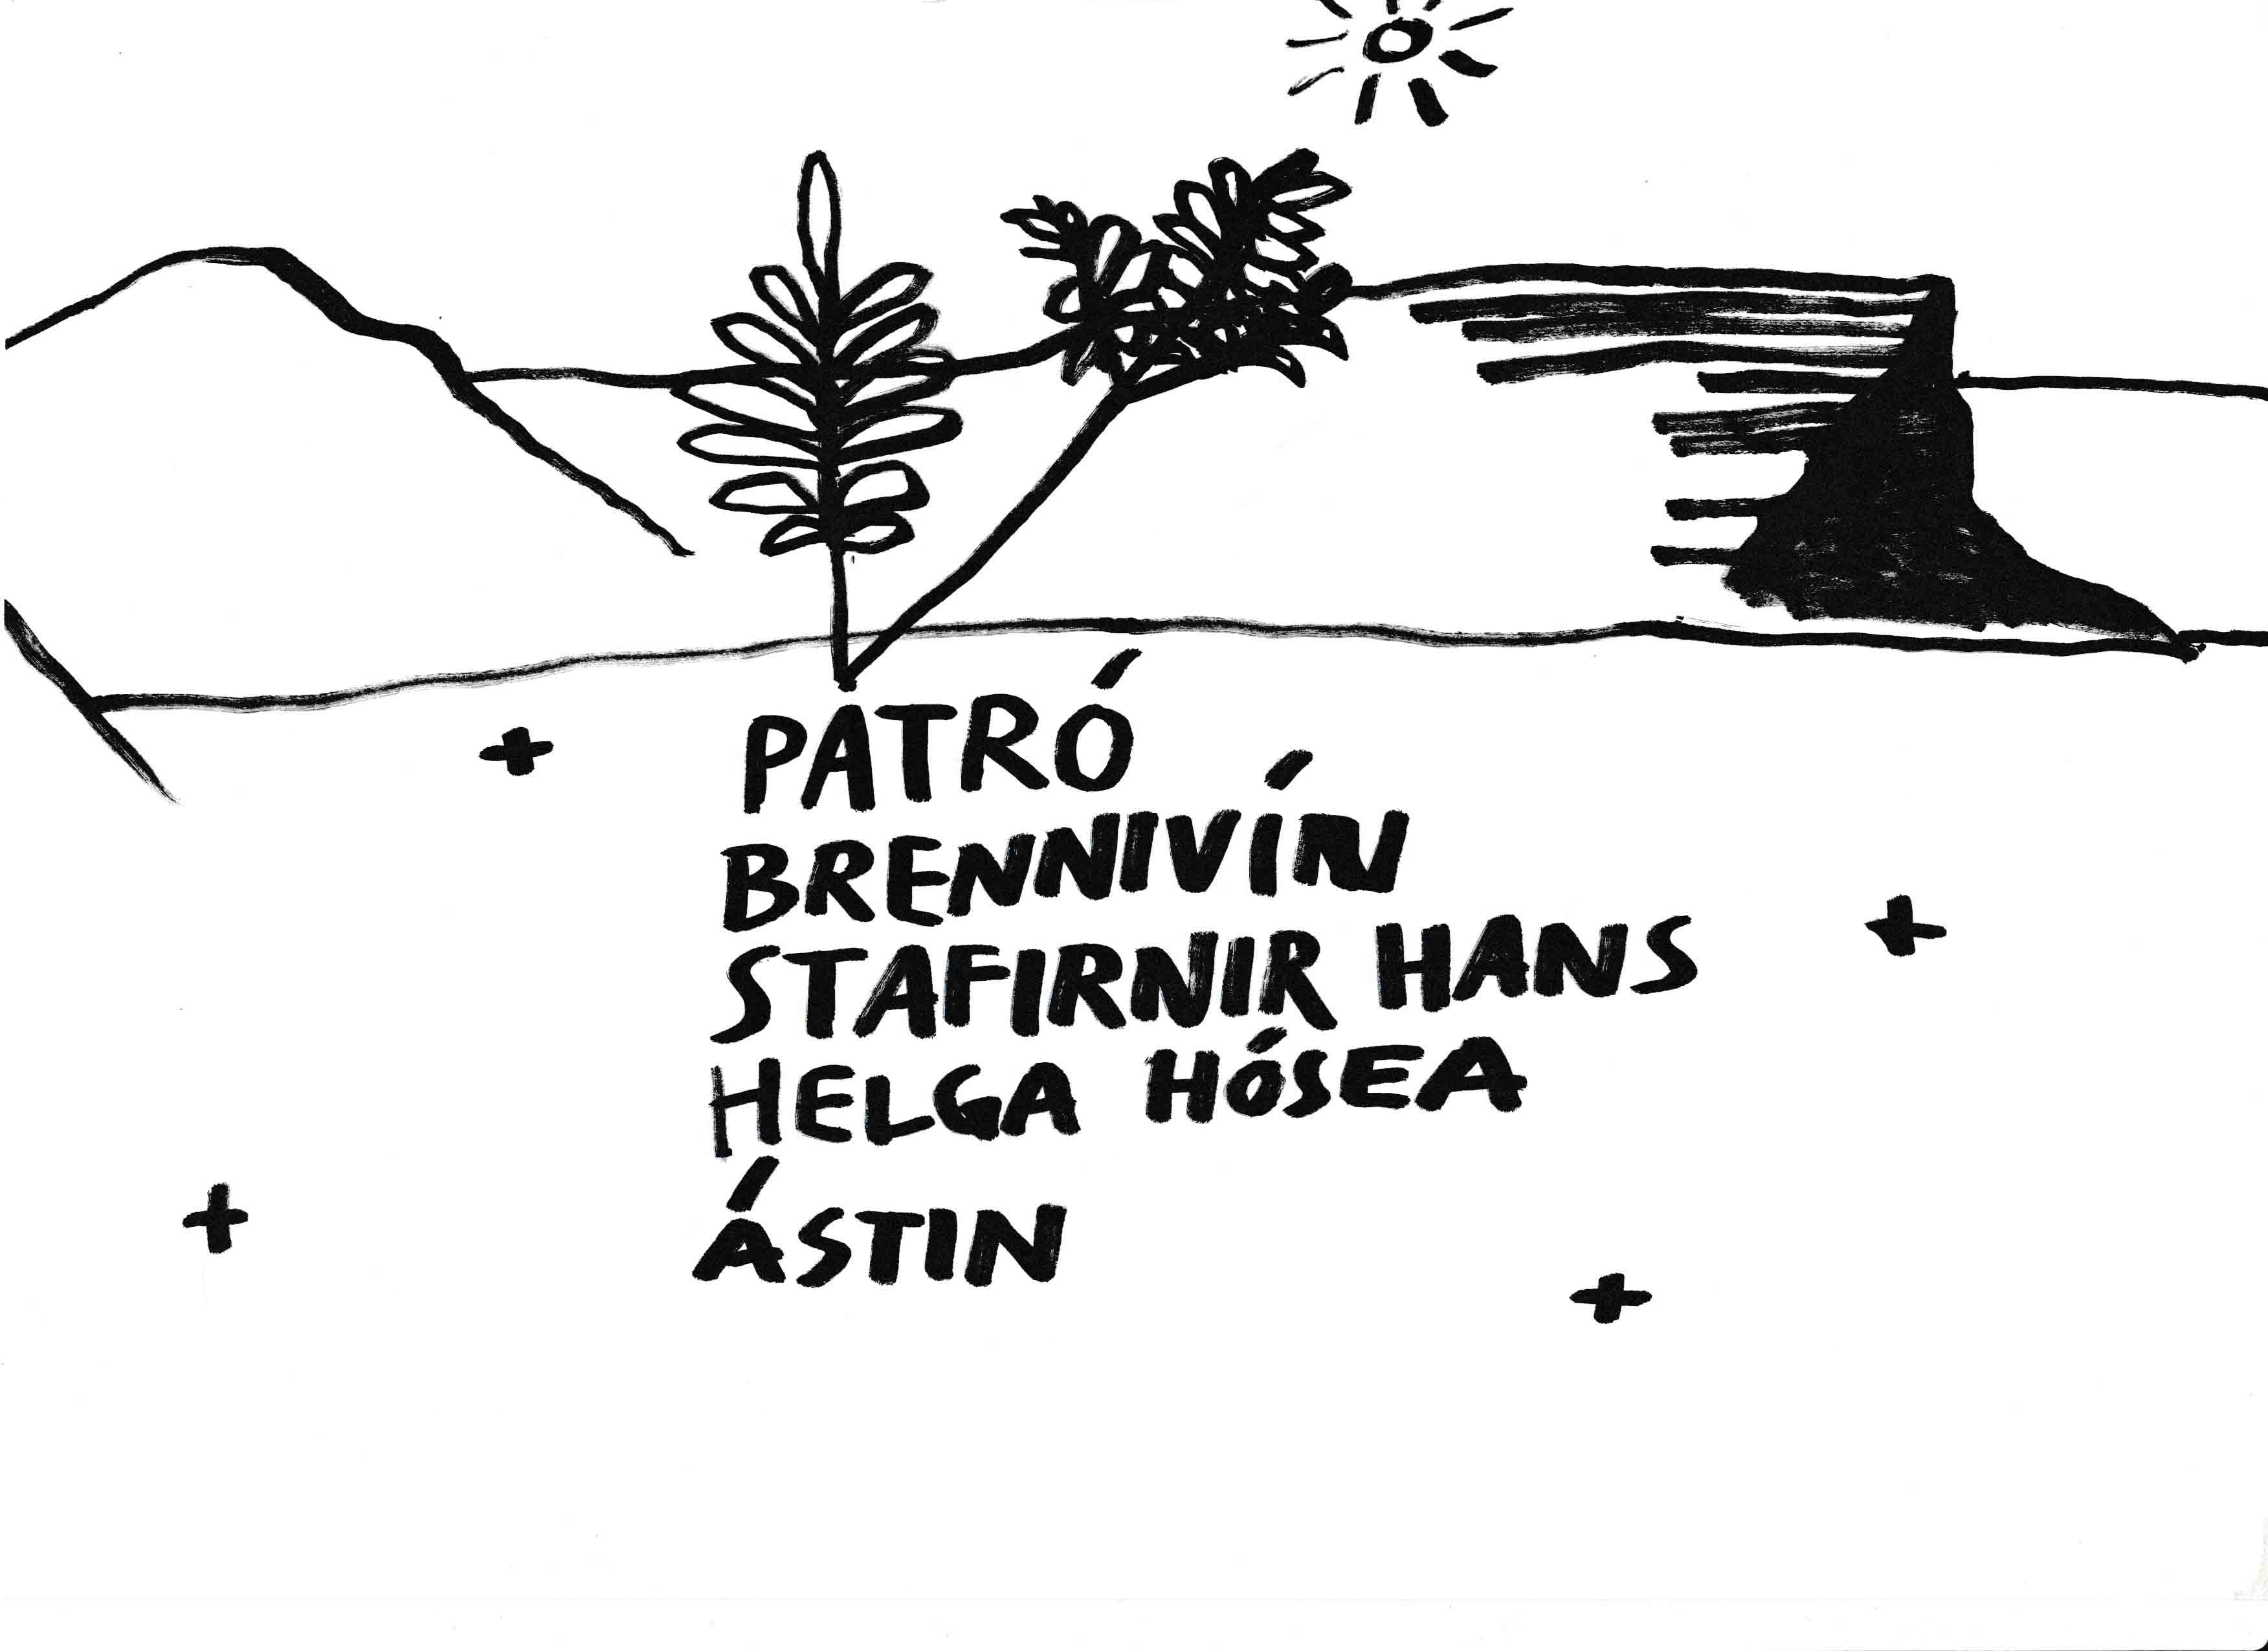 PATRÓ
BRENNIVÍN
STAFIRNIR HANS
HELGA HÓSEA
ÁSTIN